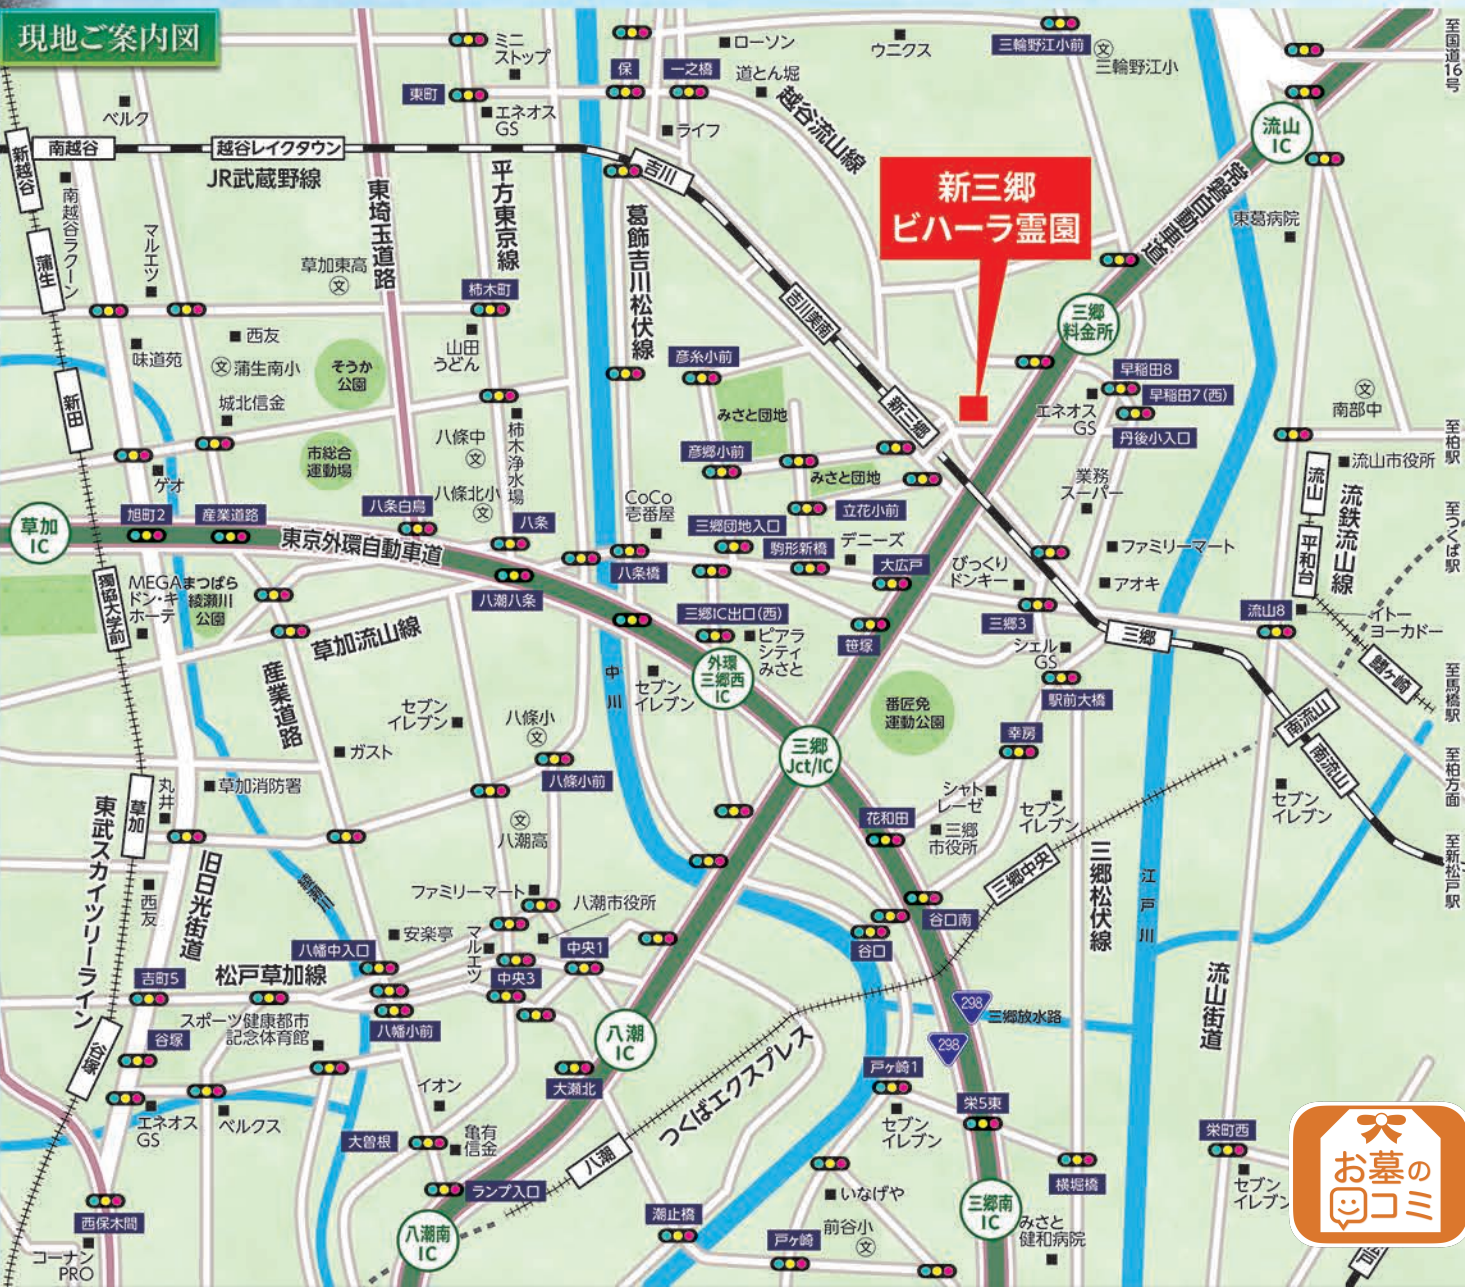 現地ご案内図
ミニ
ストップ
保
一之橋
ローソン
ウニクス
三輪野江小前
文
三輪野江小
至国道16号
東町
エネオス
GS
道とん堀
越谷流山線
ベルク
ライフ
流山
IC
新越谷
南越谷
越谷レイクタウン
JR武蔵野線
吉川
南越谷ラクーン
マルエツ
東埼玉道路
平方東京線
葛飾吉川松伏線
新三郷
ビハーラ霊園
常磐自動車道
東葛病院
蒲生
草加東高
文
柿木町
吉川美南
三郷
料金所
味道苑
西友
文
蒲生南小
そうか
公園
山田
うどん
彦糸小前
早稲田8
早稲田7(西)
エネオス
GS
丹後小入口
文
南部中
新田
城北信金
みさと団地
新三郷
至柏駅
市総合
運動場
八條中
文
柿木浄水場
彦郷小前
みさと団地
業務
スーパー
流山
流山市役所
ゲオ
八條北小
文
CoCo
壱番屋
立花小前
流鉄流山線
至つくば駅
草加
IC
旭町2
産業道路
八条白鳥
八条
三郷団地入口
駒形新橋
デニーズ
ファミリーマート
平和台
東京外環自動車道
八条橋
大広戸
びっくり
ドンキー
アオキ
獨協大学前
MEGA
ドン・キ
ホーテ
まつばら
綾瀬川
公園
八潮八条
三郷IC出口(西)
三郷3
流山8
イトー
ヨーカドー
草加流山線
ピアラ
シティ
みさと
笹塚
シェル
GS
三郷
鰭ヶ崎
産業道路
中川
セブン
イレブン
外環
三郷西
IC
番匠免
運動公園
駅前大橋
至馬橋駅
セブン
イレブン
八條小
文
幸房
南流山
南流山
ガスト
三郷
Jct/IC
至柏方面
草加
丸井
草加消防署
八條小前
シャト
レーゼ
セブン
イレブン
セブン
イレブン
東武スカイツリーライン
文
八潮高
花和田
三郷
市役所
三郷松伏線
至新松戸駅
旧日光街道
三郷中央
江戸川
西友
ファミリーマート
八潮市役所
谷口南
安楽亭
マルエツ
谷口
八幡中入口
中央1
流山街道
吉町5
松戸草加線
中央3
298
三郷放水路
スポーツ健康都市
記念体育館
八幡小前
八潮
IC
298
谷塚
谷塚
つくばエクスプレス
大瀬北
戸ヶ崎1
イオン
栄5東
エネオス
GS
ベルクス
大曽根
亀有
信金
セブン
イレブン
栄町西
八潮
横堀橋
セブン
イレブン
ランプ入口
いなげや
三郷南
IC
みさと
健和病院
西保木間
八潮南
IC
潮止橋
前谷小
文
戸ヶ崎
コーナン
PRO
お墓の
口コミ